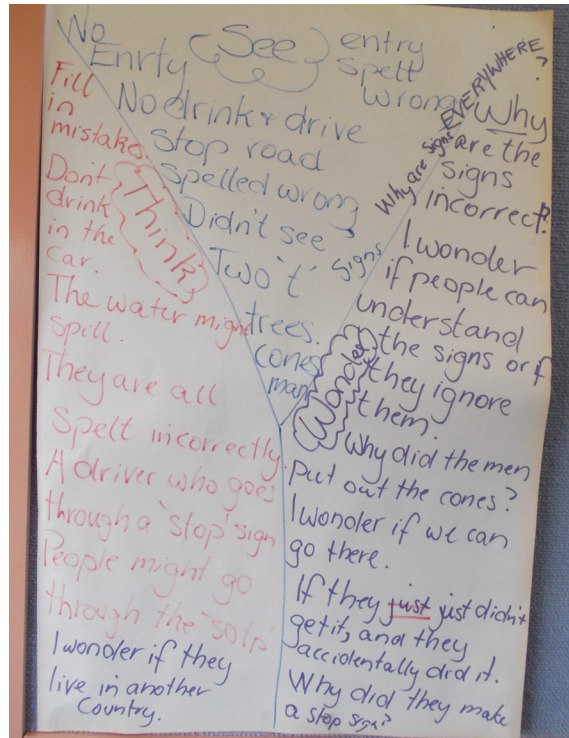 See
No
Enrty
entry
spelt
wrong
No drink & drive
stop road
spelled wrong
Didn't see
Two 't' signs
trees.
cones
man
Think
Fill
in
mistakes.
Don't
drink
in the
car.
The water might
spill.
They are all
spelt incorrectly.
A driver who goes
through a 'stop' sign
People might go
through the 'sotp'
I wonder if they
live in another
Country.
Wonder
Why are signs EVERYWHERE?
Why
are the
signs
incorrect?
I wonder
if people can
understand
the signs or if
they ignore
them.
Why did the men
put out the cones?
I wonder if we can
go there.
If they just just didn't
get it, and they
accidentally did it.
Why did they make
a stop sign?